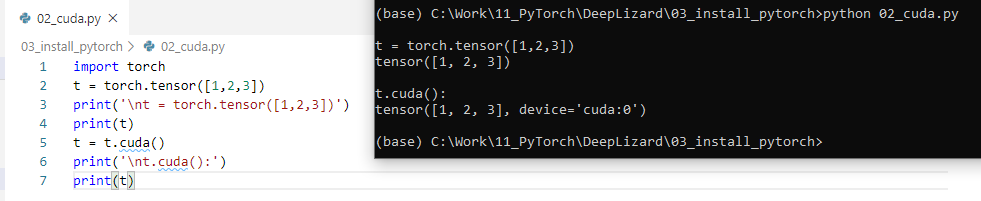 02_cuda.py ×
03_install_pytorch > 02_cuda.py
1 import torch
2 t = torch.tensor([1,2,3])
3 print('\nt = torch.tensor([1,2,3])')
4 print(t)
5 t = t.cuda()
6 print('\nt.cuda():')
7 print(t)
(base) C:\Work\11_PyTorch\DeepLizard\03_install_pytorch>python 02_cuda.py
t = torch.tensor([1,2,3])
tensor([1, 2, 3])
t.cuda():
tensor([1, 2, 3], device='cuda:0')
(base) C:\Work\11_PyTorch\DeepLizard\03_install_pytorch>